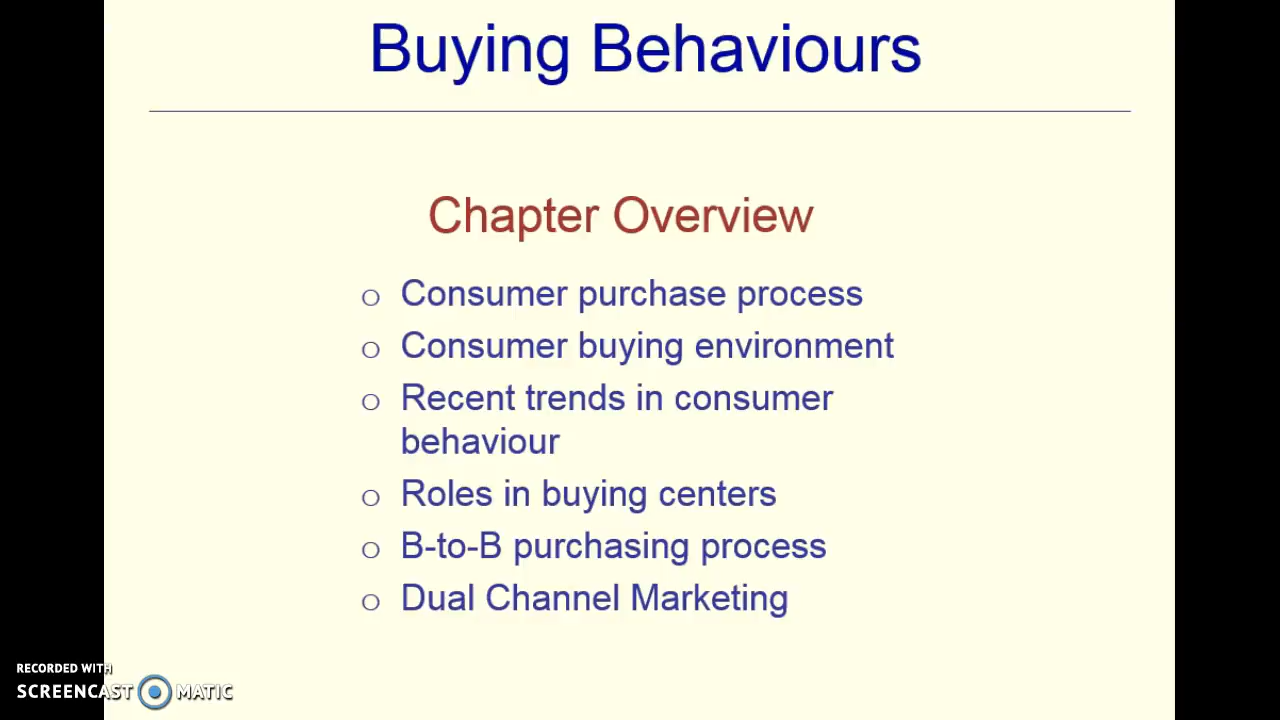 Buying Behaviours
Chapter Overview
o Consumer purchase process
o Consumer buying environment
o Recent trends in consumer
behaviour
o Roles in buying centers
o B-to-B purchasing process
o Dual Channel Marketing
RECORDED WITH
SCREENCAST MATIC